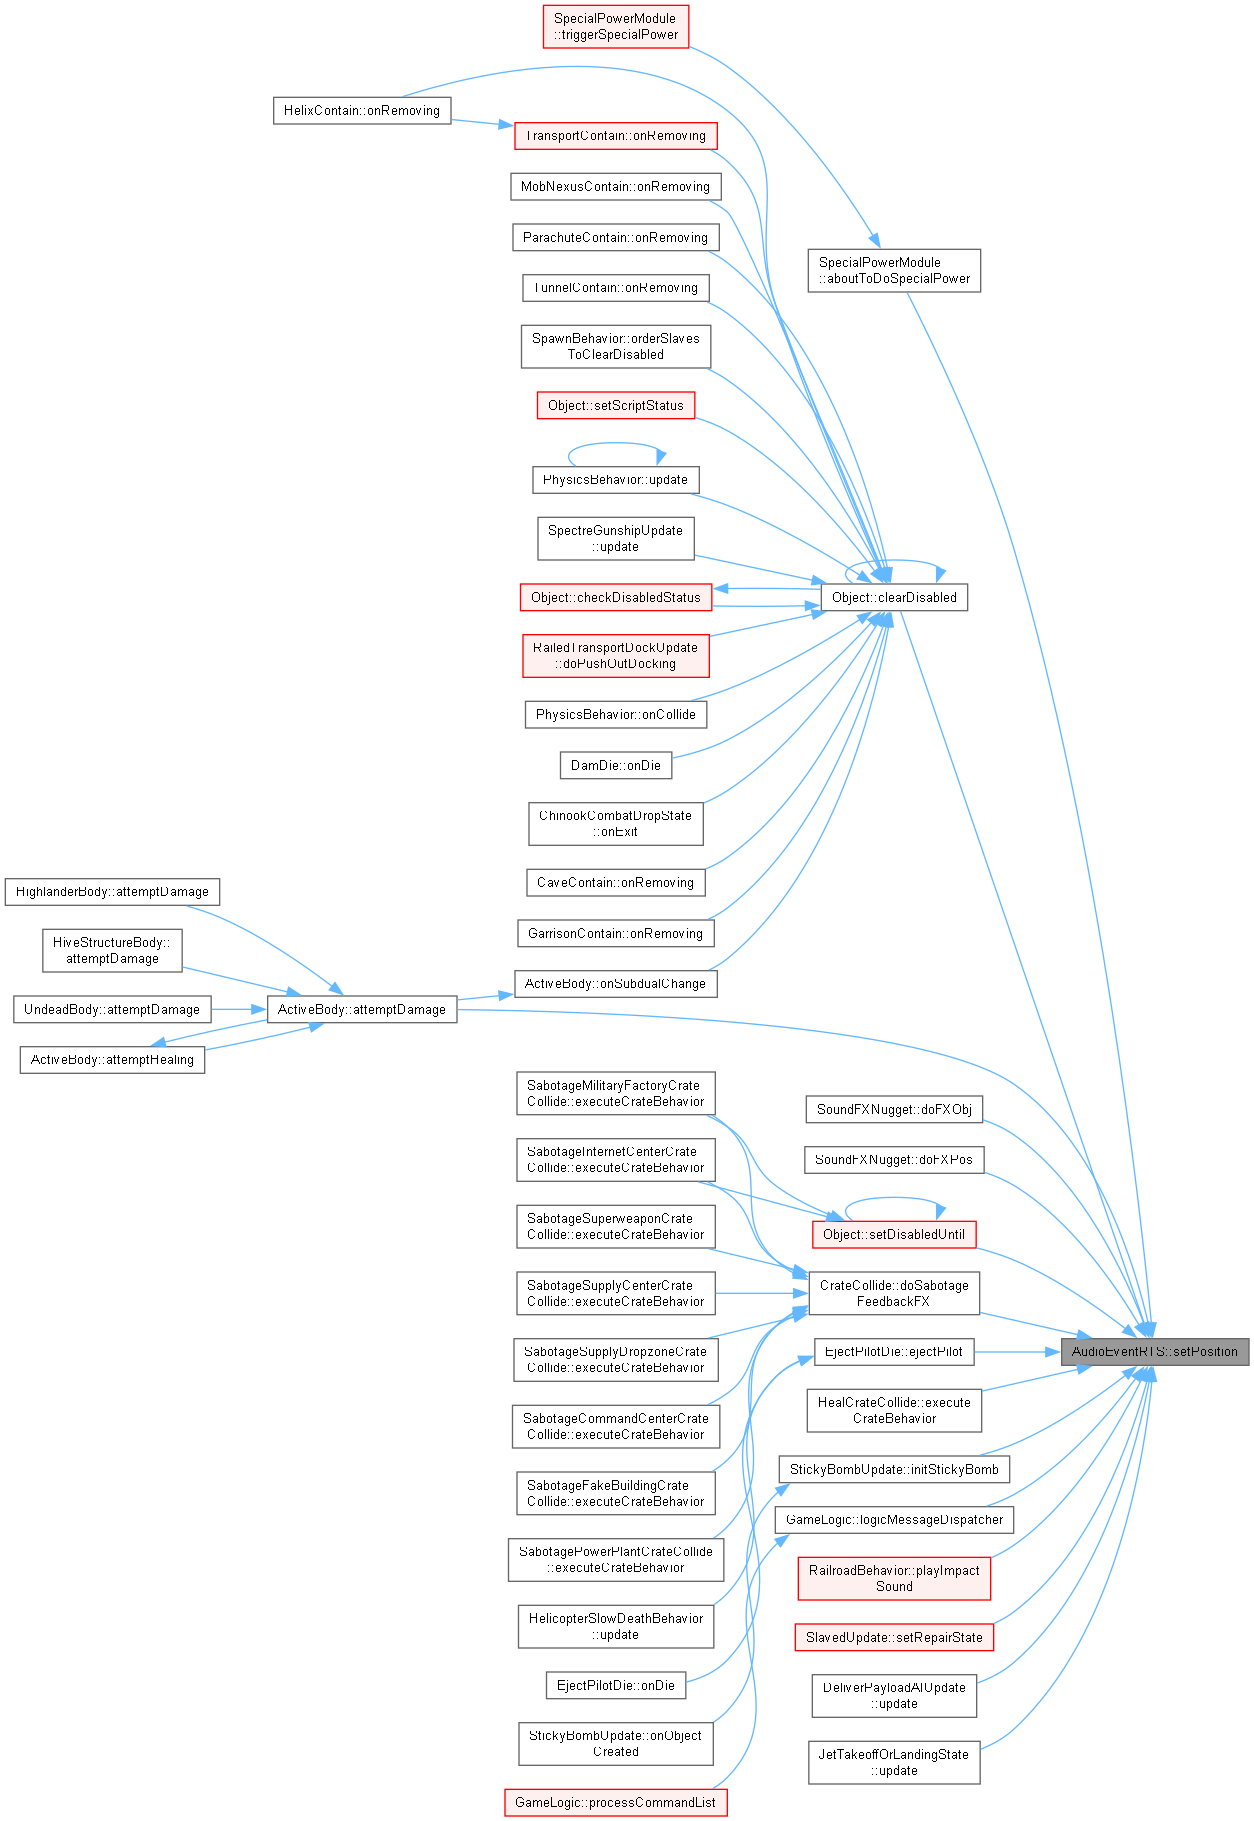 SpecialPowerModule
::triggerSpecialPower
HelixContain::onRemoving
TransportContain::onRemoving
MobNexusContain::onRemoving
ParachuteContain::onRemoving
SpecialPowerModule
::aboutToDoSpecialPower
TunnelContain::onRemoving
SpawnBehavior::orderSlaves
ToClearDisabled
Object::setScriptStatus
PhysicsBehavior::update
SpectreGunshipUpdate
::update
Object::checkDisabledStatus
Object::clearDisabled
RailedTransportDockUpdate
::doPushOutDocking
PhysicsBehavior::onCollide
DamDie::onDie
ChinookCombatDropState
::onExit
CaveContain::onRemoving
HighlanderBody::attemptDamage
GarrisonContain::onRemoving
HiveStructureBody::
attemptDamage
ActiveBody::onSubdualChange
UndeadBody::attemptDamage
ActiveBody::attemptDamage
ActiveBody::attemptHealing
SabotageMilitaryFactoryCrate
Collide::executeCrateBehavior
SoundFXNugget::doFXObj
SabotageInternetCenterCrate
Collide::executeCrateBehavior
SoundFXNugget::doFXPos
SabotageSuperweaponCrate
Collide::executeCrateBehavior
Object::setDisabledUntil
SabotageSupplyCenterCrate
Collide::executeCrateBehavior
CrateCollide::doSabotage
FeedbackFX
SabotageSupplyDropzoneCrate
Collide::executeCrateBehavior
EjectPilotDie::ejectPilot
AudioEventRTS::setPosition
SabotageCommandCenterCrate
Collide::executeCrateBehavior
HealCrateCollide::execute
CrateBehavior
SabotageFakeBuildingCrate
Collide::executeCrateBehavior
StickyBombUpdate::initStickyBomb
GameLogic::logicMessageDispatcher
SabotagePowerPlantCrateCollide
::executeCrateBehavior
RailroadBehavior::playImpact
Sound
HelicopterSlowDeathBehavior
::update
SlavedUpdate::setRepairState
EjectPilotDie::onDie
DeliverPayloadAIUpdate
::update
StickyBombUpdate::onObject
Created
JetTakeoffOrLandingState
::update
GameLogic::processCommandList